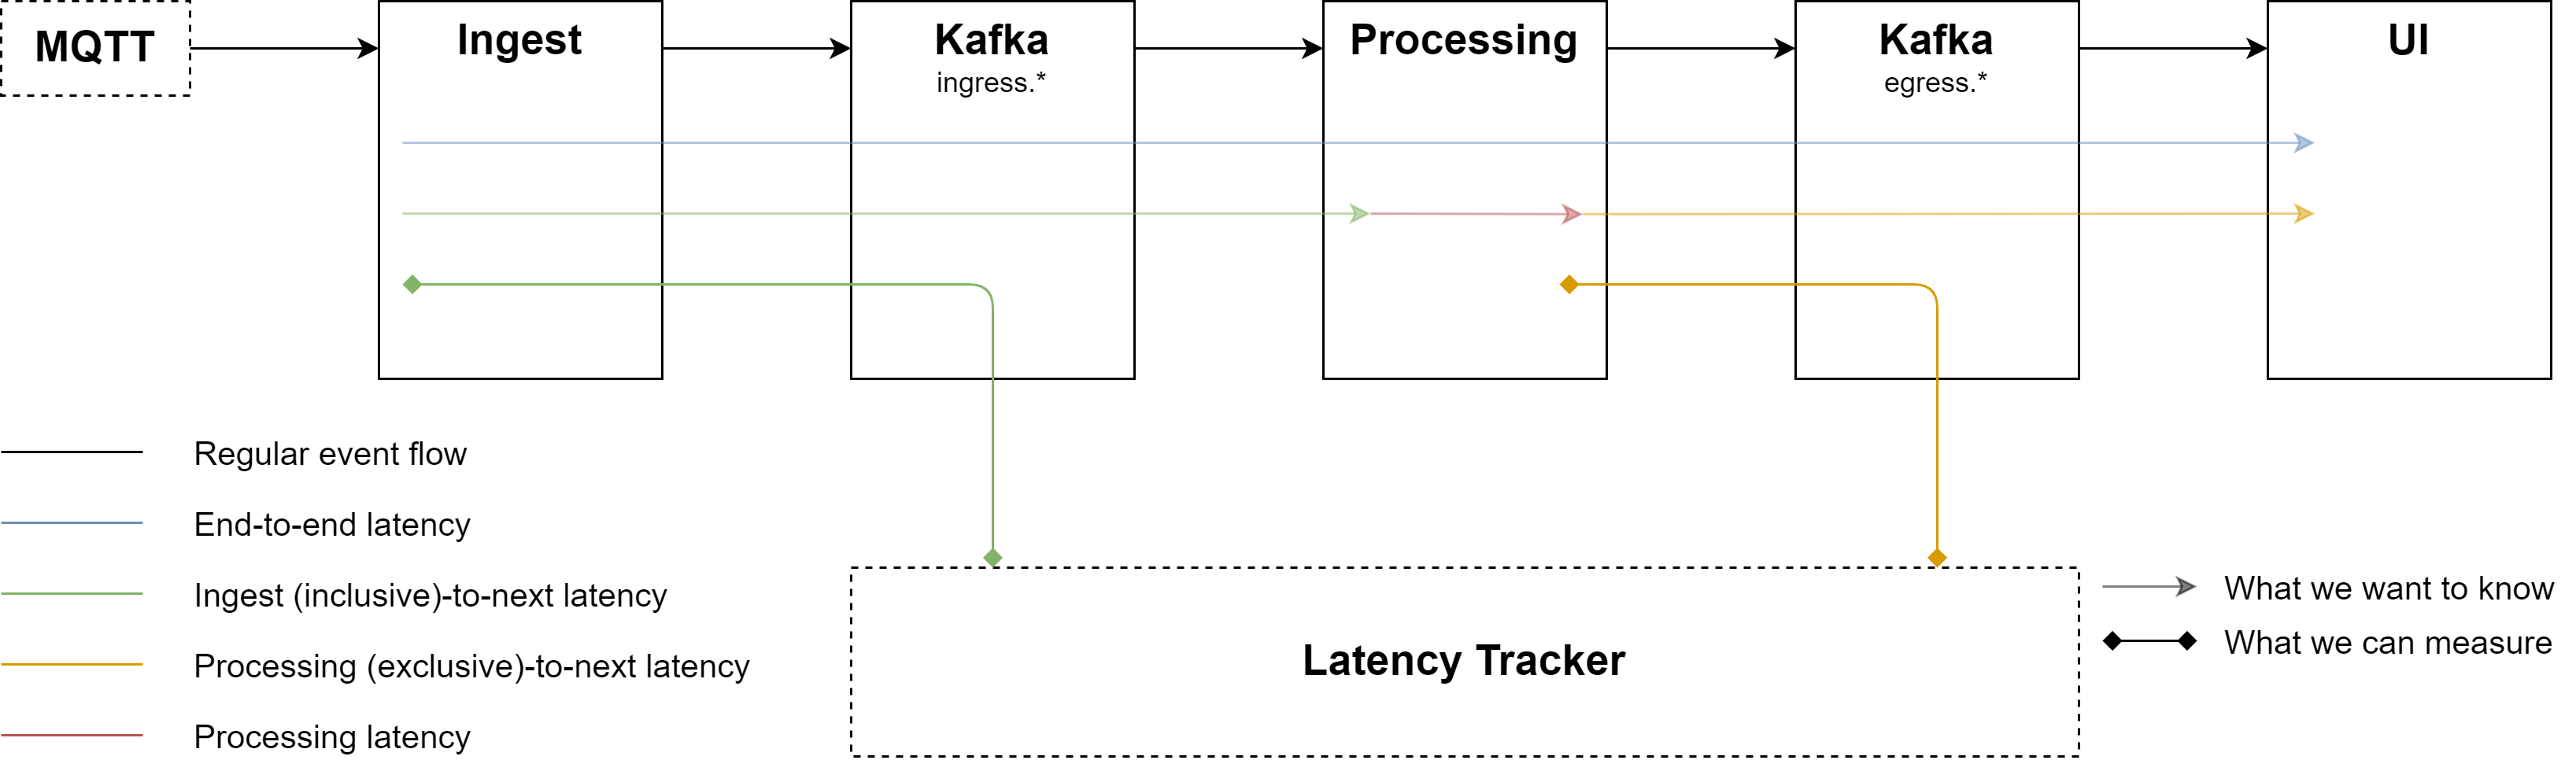 MQTT
Ingest
Kafka
ingress.*
Processing
Kafka
egress.*
UI
Regular event flow
End-to-end latency
Ingest (inclusive)-to-next latency
Processing (exclusive)-to-next latency
Processing latency
Latency Tracker
What we want to know
What we can measure